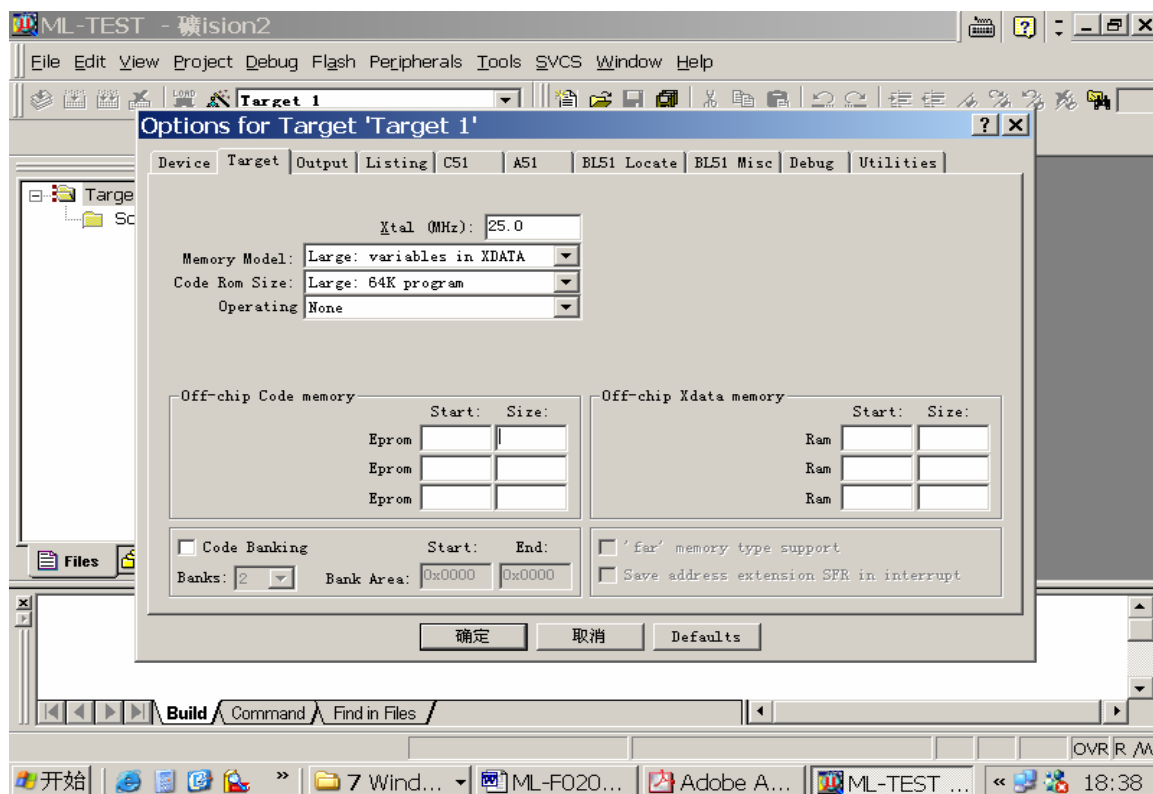 ML-TEST - 礦ision2
File Edit View Project Debug Flash Peripherals Tools SVCS Window Help
LOAD Target 1
Options for Target 'Target 1'
Device Target Output Listing C51 A51 BL51 Locate BL51 Misc Debug Utilities
Targe
Xtal (MHz): 25.0
Memory Model: Large: variables in XDATA
Code Rom Size: Large: 64K program
Operating None
Off-chip Code memory
Start: Size:
Eprom
Eprom
Eprom
Off-chip Xdata memory
Start: Size:
Ram
Ram
Ram
Code Banking Start: End:
Banks: 2 Bank Area: 0x0000 0x0000
'far' memory type support
Save address extension SFR in interrupt
确定 取消 Defaults
Files
Build Command Find in Files
OVR R /W
开始 » 7 Wind... ML-F020... Adobe A... ML-TEST ... « 18:38